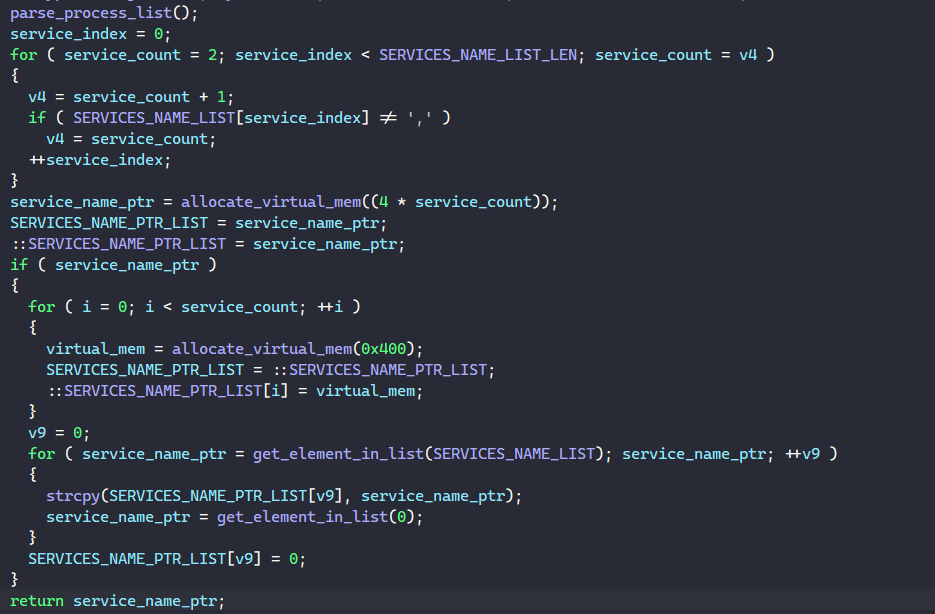 parse_process_list();
service_index = 0;
for ( service_count = 2; service_index < SERVICES_NAME_LIST_LEN; service_count = v4 )
{
  v4 = service_count + 1;
  if ( SERVICES_NAME_LIST[service_index] != ',' )
    v4 = service_count;
  ++service_index;
}
service_name_ptr = allocate_virtual_mem((4 * service_count));
SERVICES_NAME_PTR_LIST = service_name_ptr;
::SERVICES_NAME_PTR_LIST = service_name_ptr;
if ( service_name_ptr )
{
  for ( i = 0; i < service_count; ++i )
  {
    virtual_mem = allocate_virtual_mem(0x400);
    SERVICES_NAME_PTR_LIST = ::SERVICES_NAME_PTR_LIST;
    ::SERVICES_NAME_PTR_LIST[i] = virtual_mem;
  }
  v9 = 0;
  for ( service_name_ptr = get_element_in_list(SERVICES_NAME_LIST); service_name_ptr; ++v9 )
  {
    strcpy(SERVICES_NAME_PTR_LIST[v9], service_name_ptr);
    service_name_ptr = get_element_in_list(0);
  }
  SERVICES_NAME_PTR_LIST[v9] = 0;
}
return service_name_ptr;